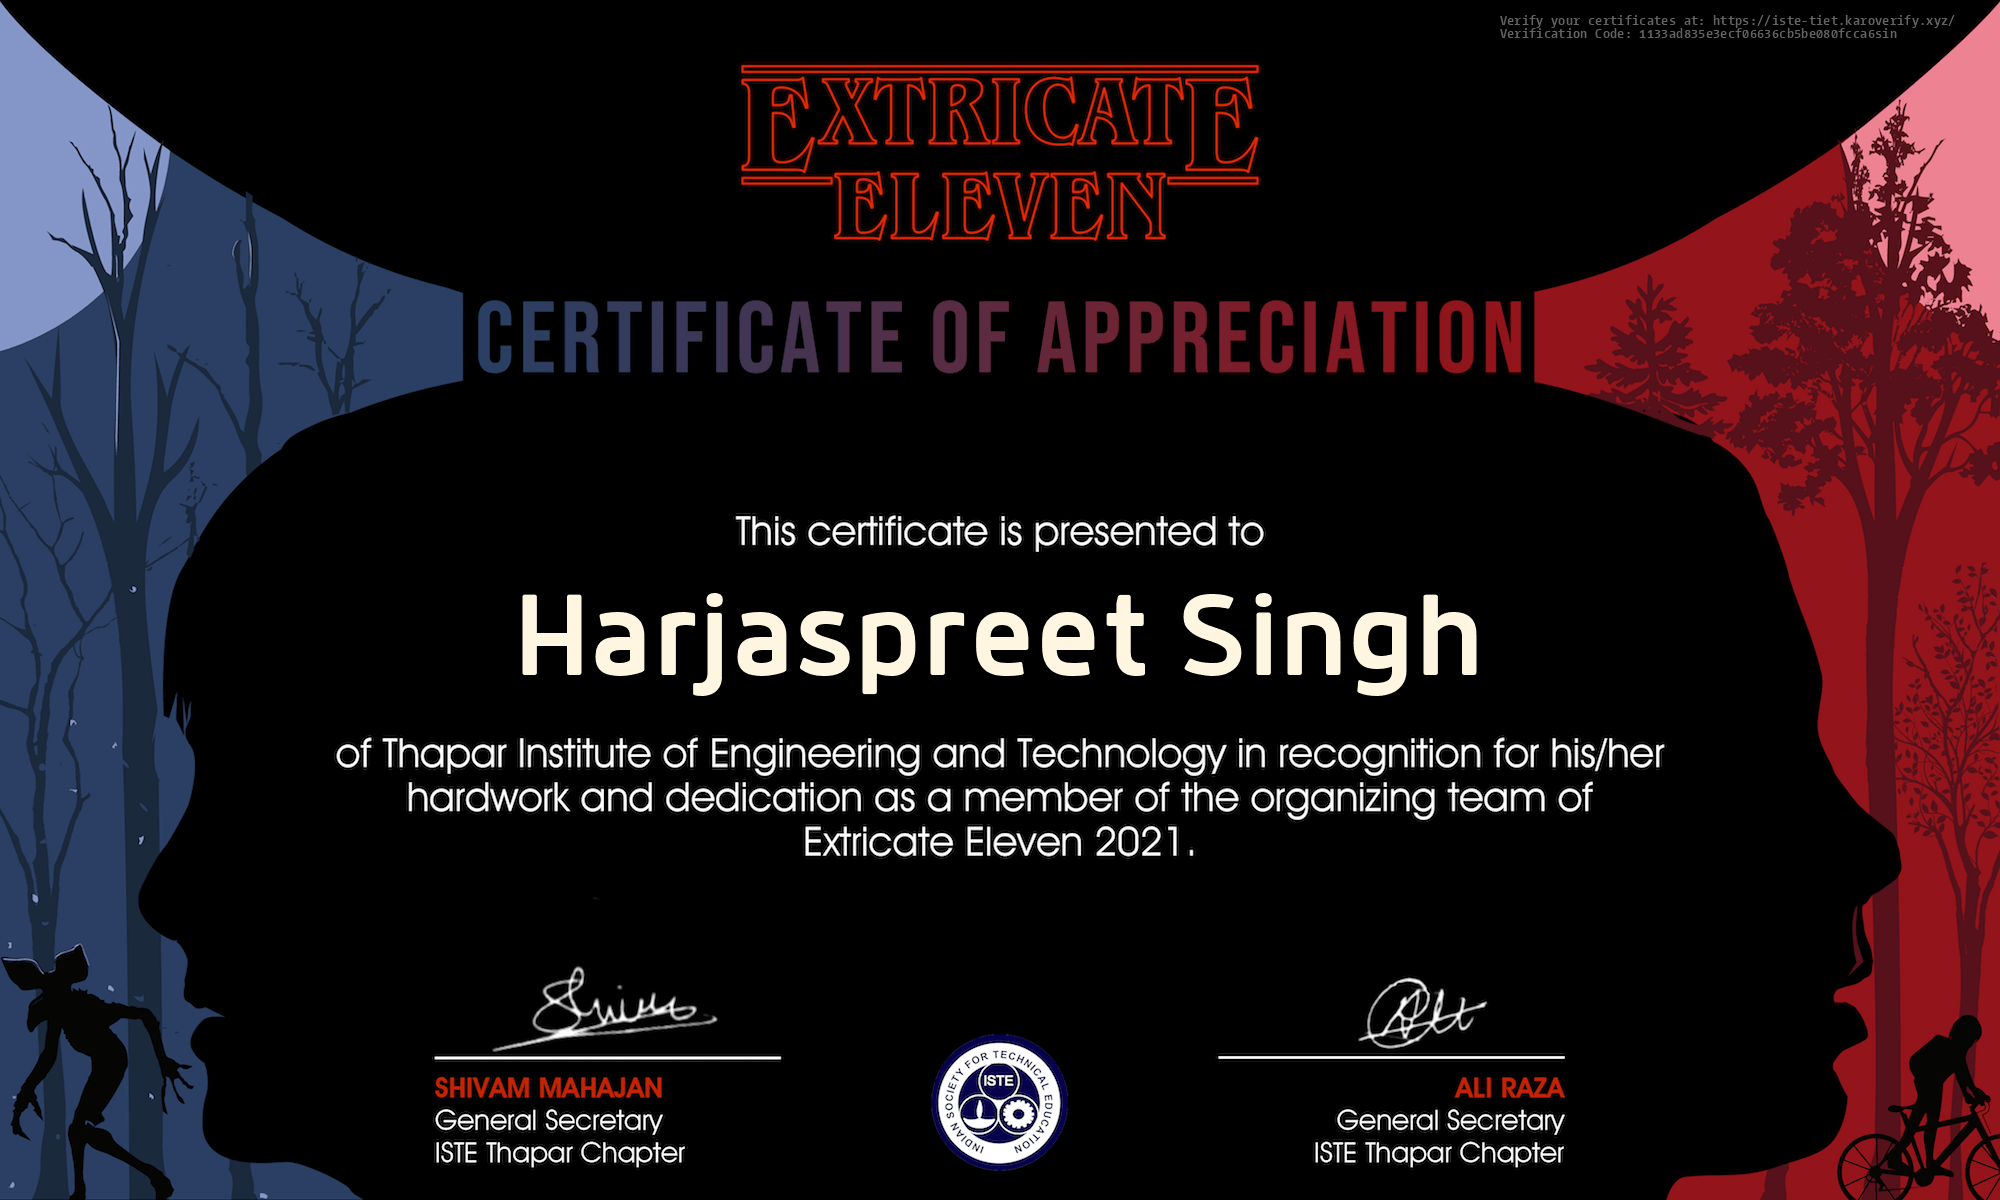 Verify your certificates at: https://iste-tiet.karoverify.xyz/
Verification Code: 1133ad835e3ecf06636cb5be080fcca6sin
EXTRICATE
ELEVEN
CERTIFICATE OF APPRECIATION
This certificate is presented to
Harjaspreet Singh
of Thapar Institute of Engineering and Technology in recognition for his/her
hardwork and dedication as a member of the organizing team of
Extricate Eleven 2021.
SHIVAM MAHAJAN
General Secretary
ISTE Thapar Chapter
INDIAN SOCIETY FOR TECHNICAL EDUCATION
ISTE
ALI RAZA
General Secretary
ISTE Thapar Chapter